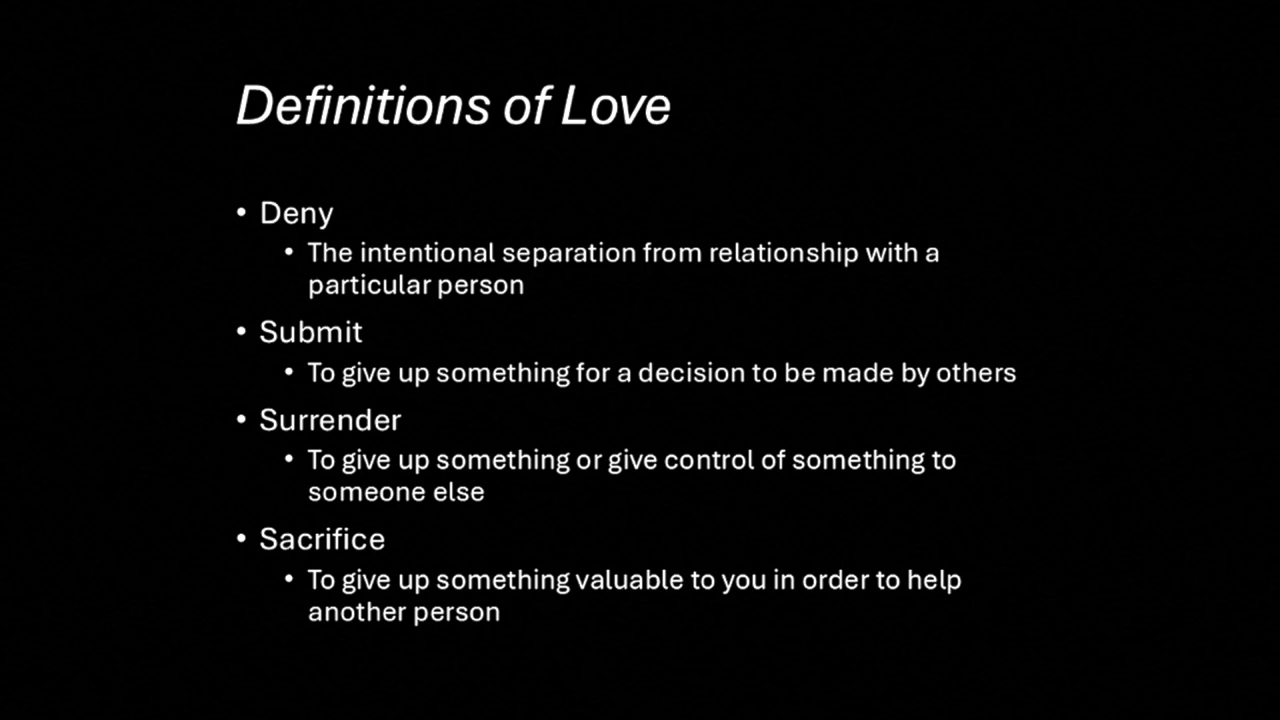 Definitions of Love
• Deny
• The intentional separation from relationship with a
particular person
• Submit
• To give up something for a decision to be made by others
• Surrender
• To give up something or give control of something to
someone else
• Sacrifice
• To give up something valuable to you in order to help
another person